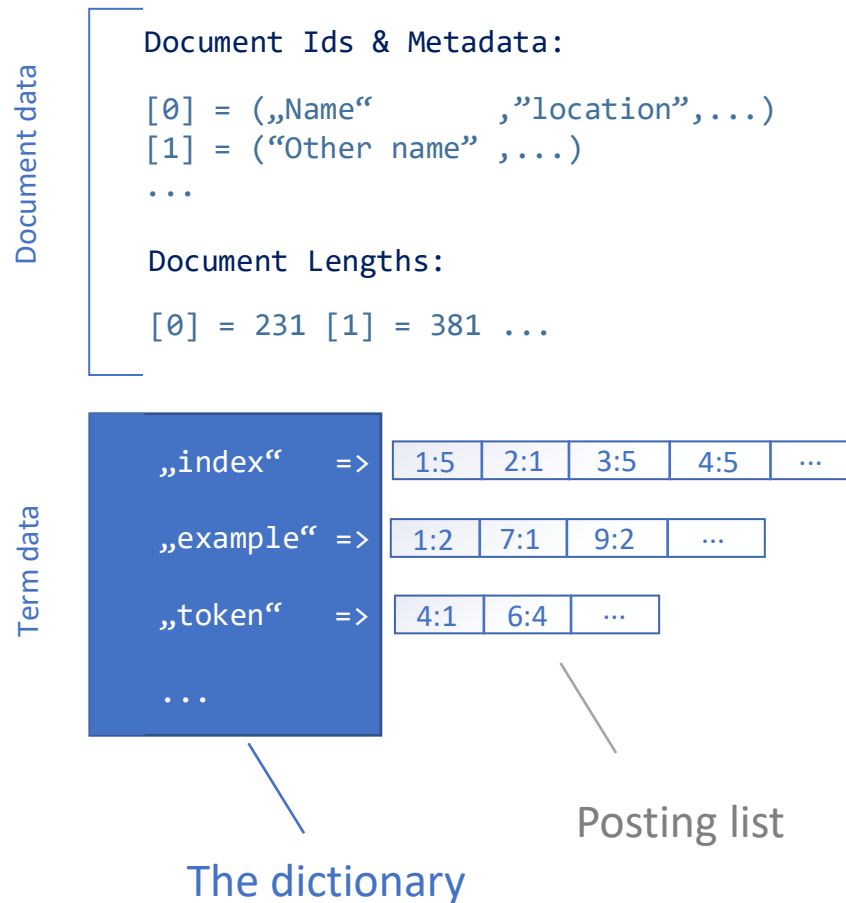 Document data
Document Ids & Metadata:
[0] = („Name“ ,”location”,...)
[1] = (“Other name” ,...)
...
Document Lengths:
[0] = 231 [1] = 381 ...
Term data
„index“ => 1:5 2:1 3:5 4:5 ...
„example“ => 1:2 7:1 9:2 ...
„token“ => 4:1 6:4 ...
...
Posting list
The dictionary